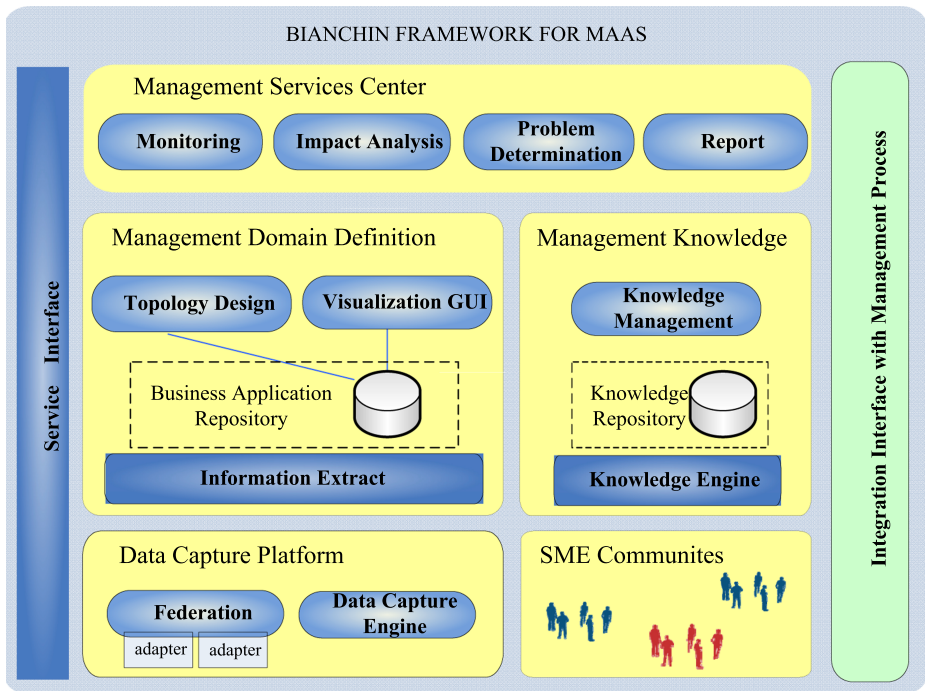 BIANCHIN FRAMEWORK FOR MAAS
Service Interface
Management Services Center
Monitoring
Impact Analysis
Problem
Determination
Report
Management Domain Definition
Topology Design
Visualization GUI
Business Application
Repository
Information Extract
Management Knowledge
Knowledge
Management
Knowledge
Repository
Knowledge Engine
Data Capture Platform
Federation
adapter
adapter
Data Capture
Engine
SME Communites
Integration Interface with Management Process